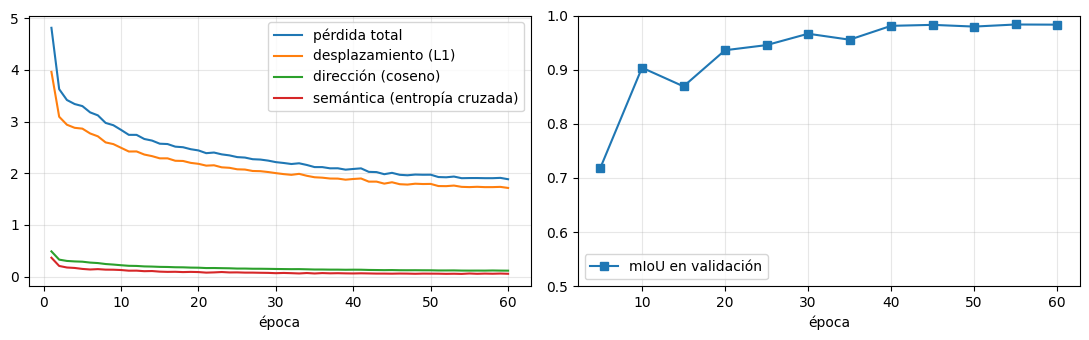 5
4
3
2
1
0
pérdida total
desplazamiento (L1)
dirección (coseno)
semántica (entropía cruzada)
0 10 20 30 40 50 60
época
1.0
0.9
0.8
0.7
0.6
0.5
mIoU en validación
10 20 30 40 50 60
época